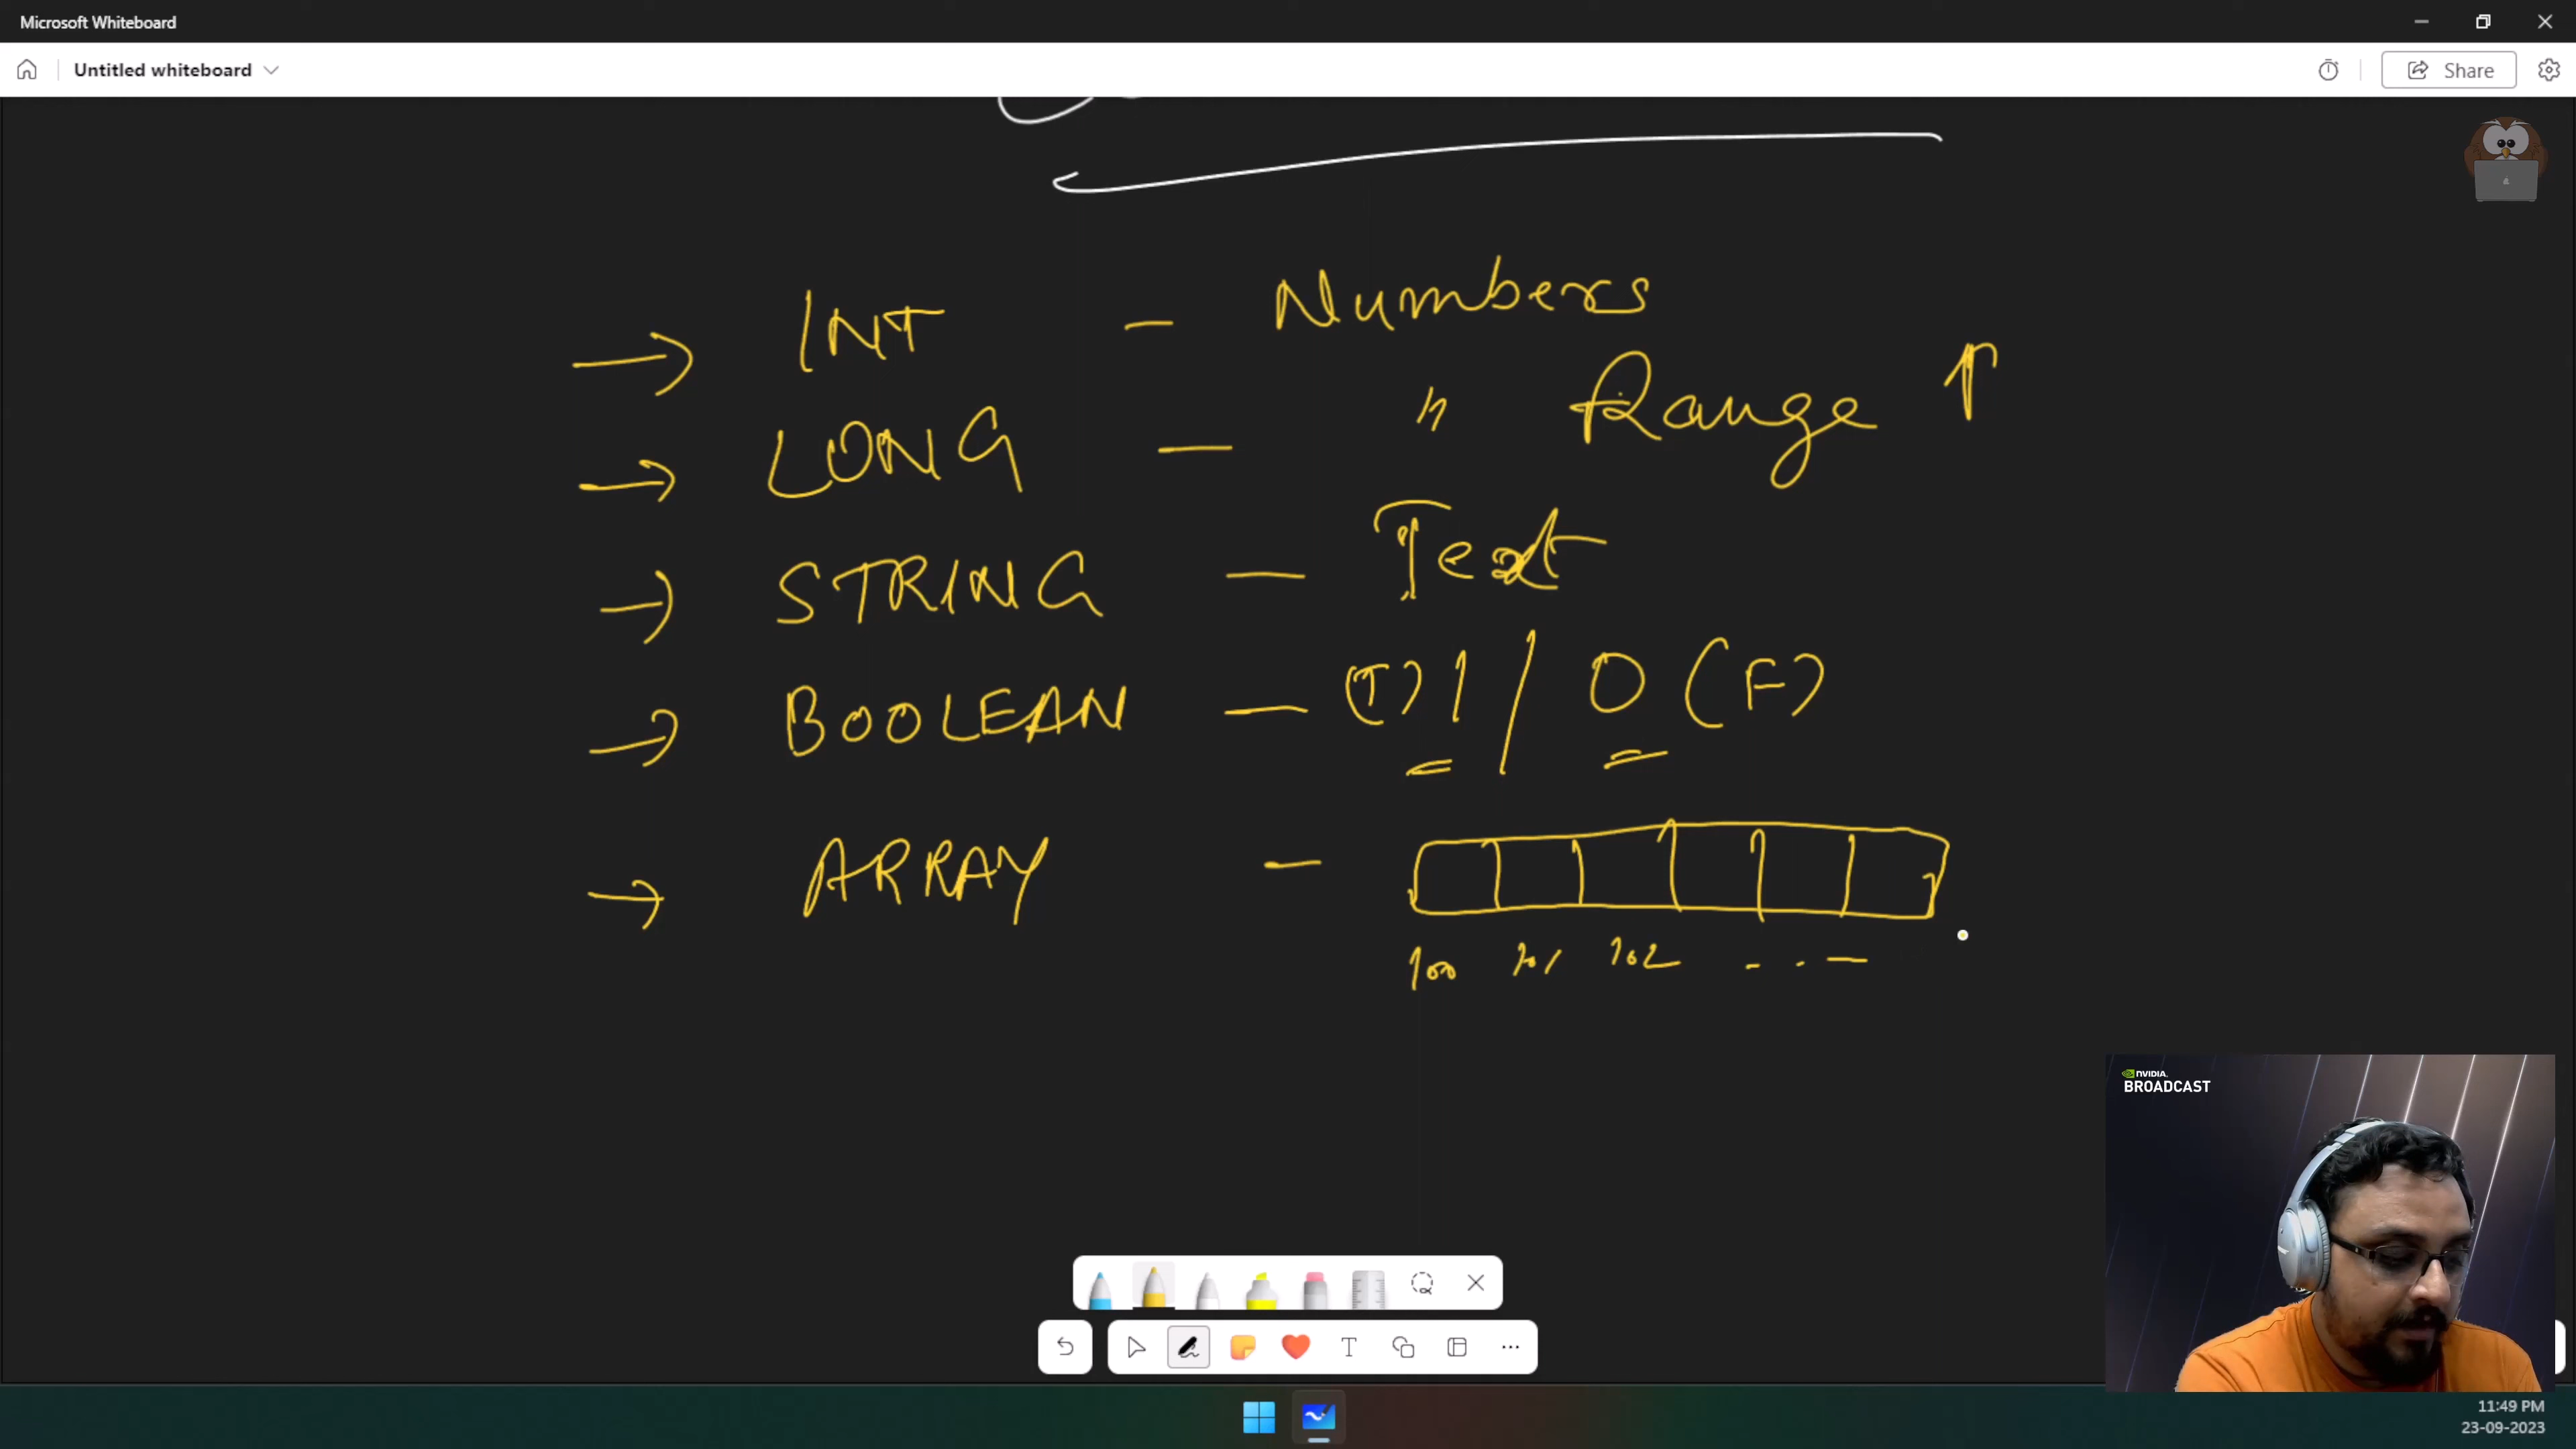 Microsoft Whiteboard
Untitled whiteboard
Share
→ INT - Numbers
→ LONG - " Range ↑
→ STRING - Text
→ BOOLEAN - (T) 1 / 0 (F)
→ ARRAY -
100 101 102 - . . -
NVIDIA.
BROADCAST
11:49 PM
23-09-2023